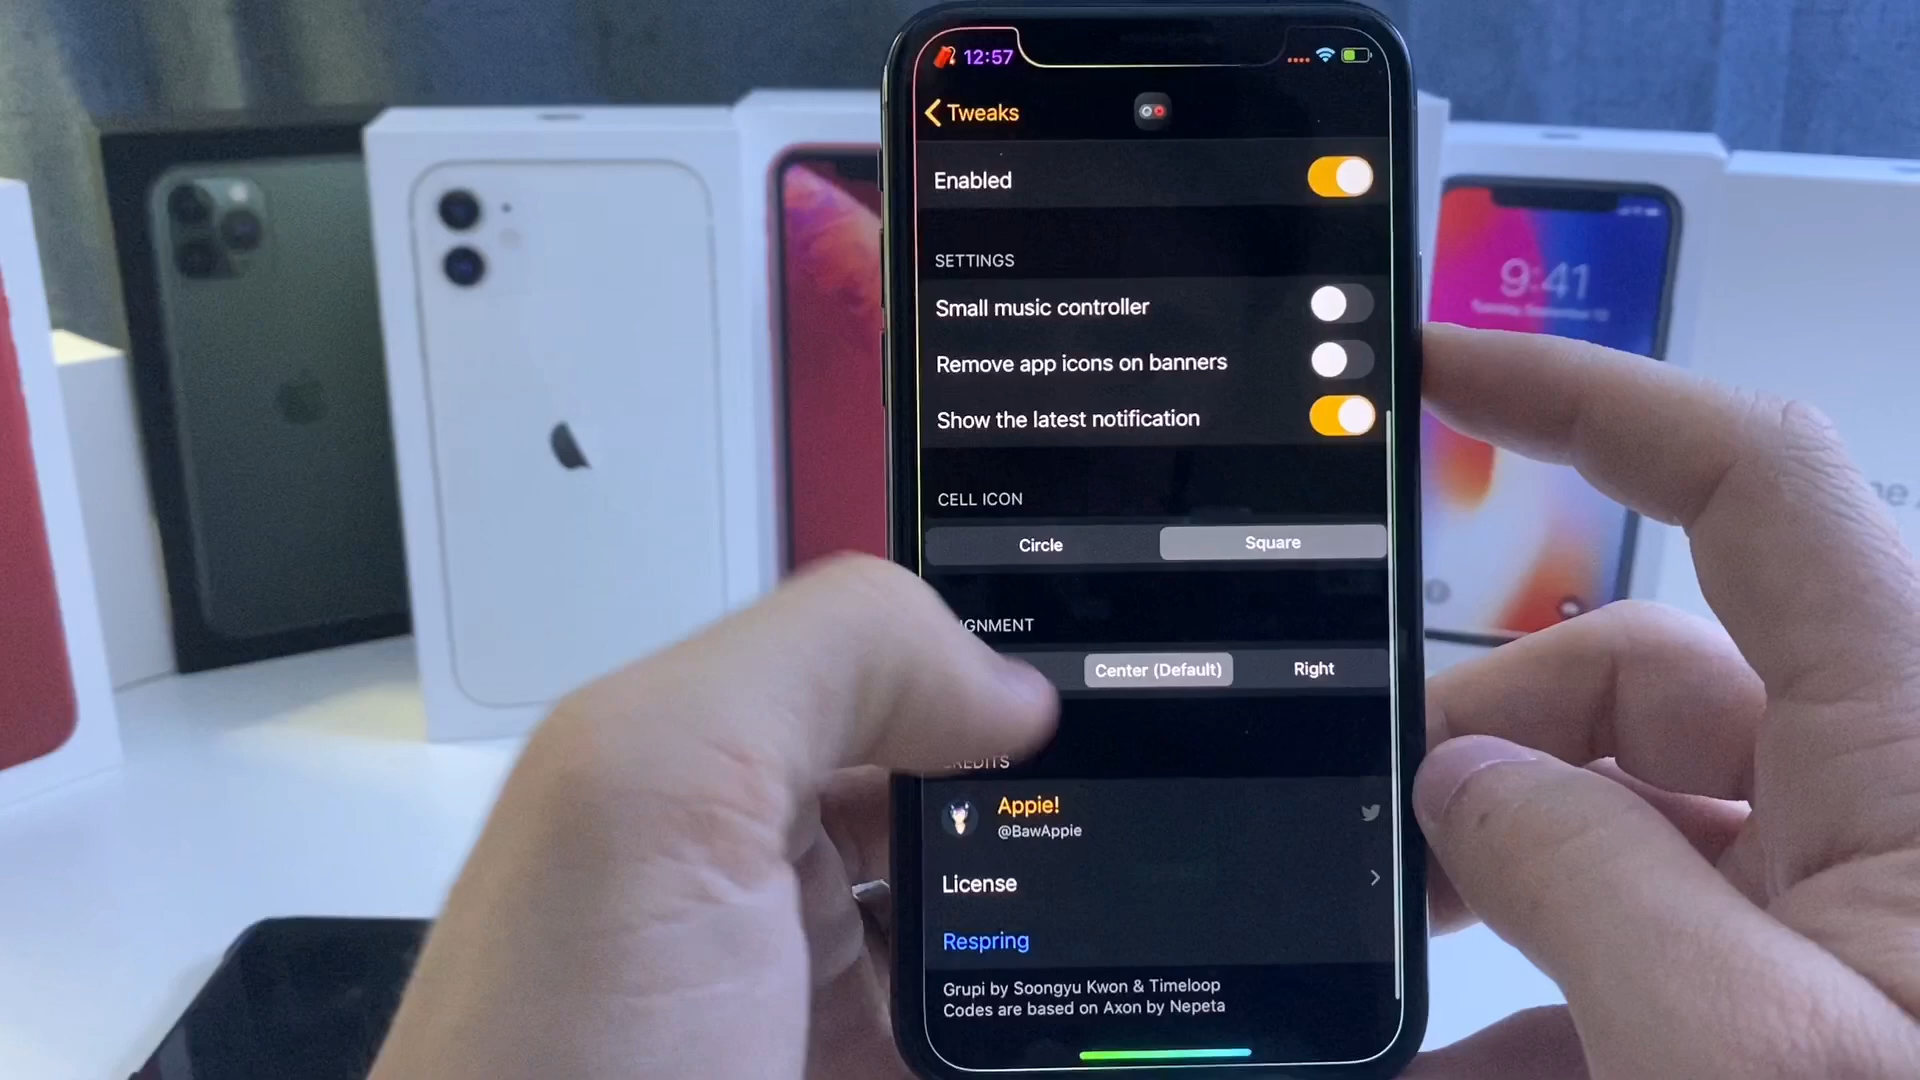 12:57
Tweaks
Enabled
SETTINGS
Small music controller
Remove app icons on banners
Show the latest notification
CELL ICON
Circle
Square
IGNMENT
Center (Default)
Right
CREDITS
Appie!
@BawAppie
License
Respring
Grupi by Soongyu Kwon & Timeloop
Codes are based on Axon by Nepeta
9:41